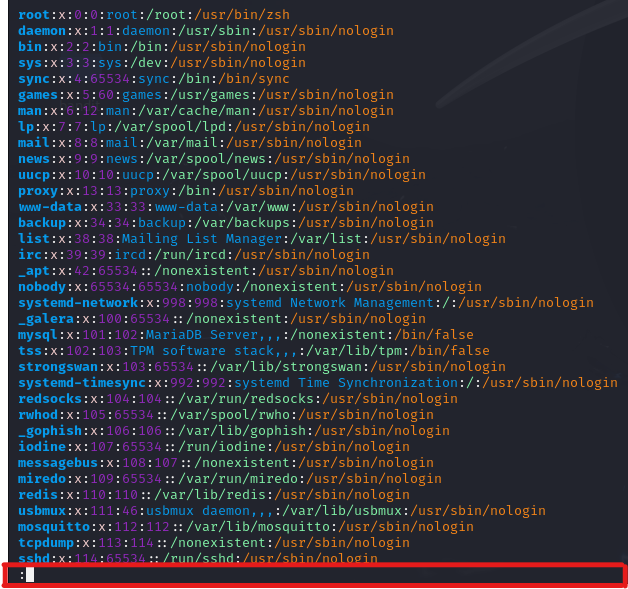 root:x:0:0:root:/root:/usr/bin/zsh
daemon:x:1:1:daemon:/usr/sbin:/usr/sbin/nologin
bin:x:2:2:bin:/bin:/usr/sbin/nologin
sys:x:3:3:sys:/dev:/usr/sbin/nologin
sync:x:4:65534:sync:/bin:/bin/sync
games:x:5:60:games:/usr/games:/usr/sbin/nologin
man:x:6:12:man:/var/cache/man:/usr/sbin/nologin
lp:x:7:7:lp:/var/spool/lpd:/usr/sbin/nologin
mail:x:8:8:mail:/var/mail:/usr/sbin/nologin
news:x:9:9:news:/var/spool/news:/usr/sbin/nologin
uucp:x:10:10:uucp:/var/spool/uucp:/usr/sbin/nologin
proxy:x:13:13:proxy:/bin:/usr/sbin/nologin
www-data:x:33:33:www-data:/var/www:/usr/sbin/nologin
backup:x:34:34:backup:/var/backups:/usr/sbin/nologin
list:x:38:38:Mailing List Manager:/var/list:/usr/sbin/nologin
irc:x:39:39:ircd:/run/ircd:/usr/sbin/nologin
_apt:x:42:65534::/nonexistent:/usr/sbin/nologin
nobody:x:65534:65534:nobody:/nonexistent:/usr/sbin/nologin
systemd-network:x:998:998:systemd Network Management:/:/usr/sbin/nologin
_galera:x:100:65534::/nonexistent:/usr/sbin/nologin
mysql:x:101:102:MariaDB Server,,,:/nonexistent:/bin/false
tss:x:102:103:TPM software stack,,,:/var/lib/tpm:/bin/false
strongswan:x:103:65534::/var/lib/strongswan:/usr/sbin/nologin
systemd-timesync:x:992:992:systemd Time Synchronization:/:/usr/sbin/nologin
redsocks:x:104:104::/var/run/redsocks:/usr/sbin/nologin
rwhod:x:105:65534::/var/spool/rwho:/usr/sbin/nologin
_gophish:x:106:106::/var/lib/gophish:/usr/sbin/nologin
iodine:x:107:65534::/run/iodine:/usr/sbin/nologin
messagebus:x:108:107::/nonexistent:/usr/sbin/nologin
miredo:x:109:65534::/var/run/miredo:/usr/sbin/nologin
redis:x:110:110::/var/lib/redis:/usr/sbin/nologin
usbmux:x:111:46:usbmux daemon,,,:/var/lib/usbmux:/usr/sbin/nologin
mosquitto:x:112:112::/var/lib/mosquitto:/usr/sbin/nologin
tcpdump:x:113:114::/nonexistent:/usr/sbin/nologin
sshd:x:114:65534::/run/sshd:/usr/sbin/nologin
: